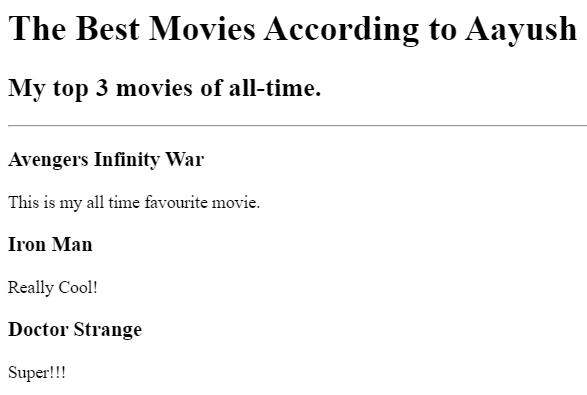 The Best Movies According to Aayush
My top 3 movies of all-time.
Avengers Infinity War
This is my all time favourite movie.
Iron Man
Really Cool!
Doctor Strange
Super!!!